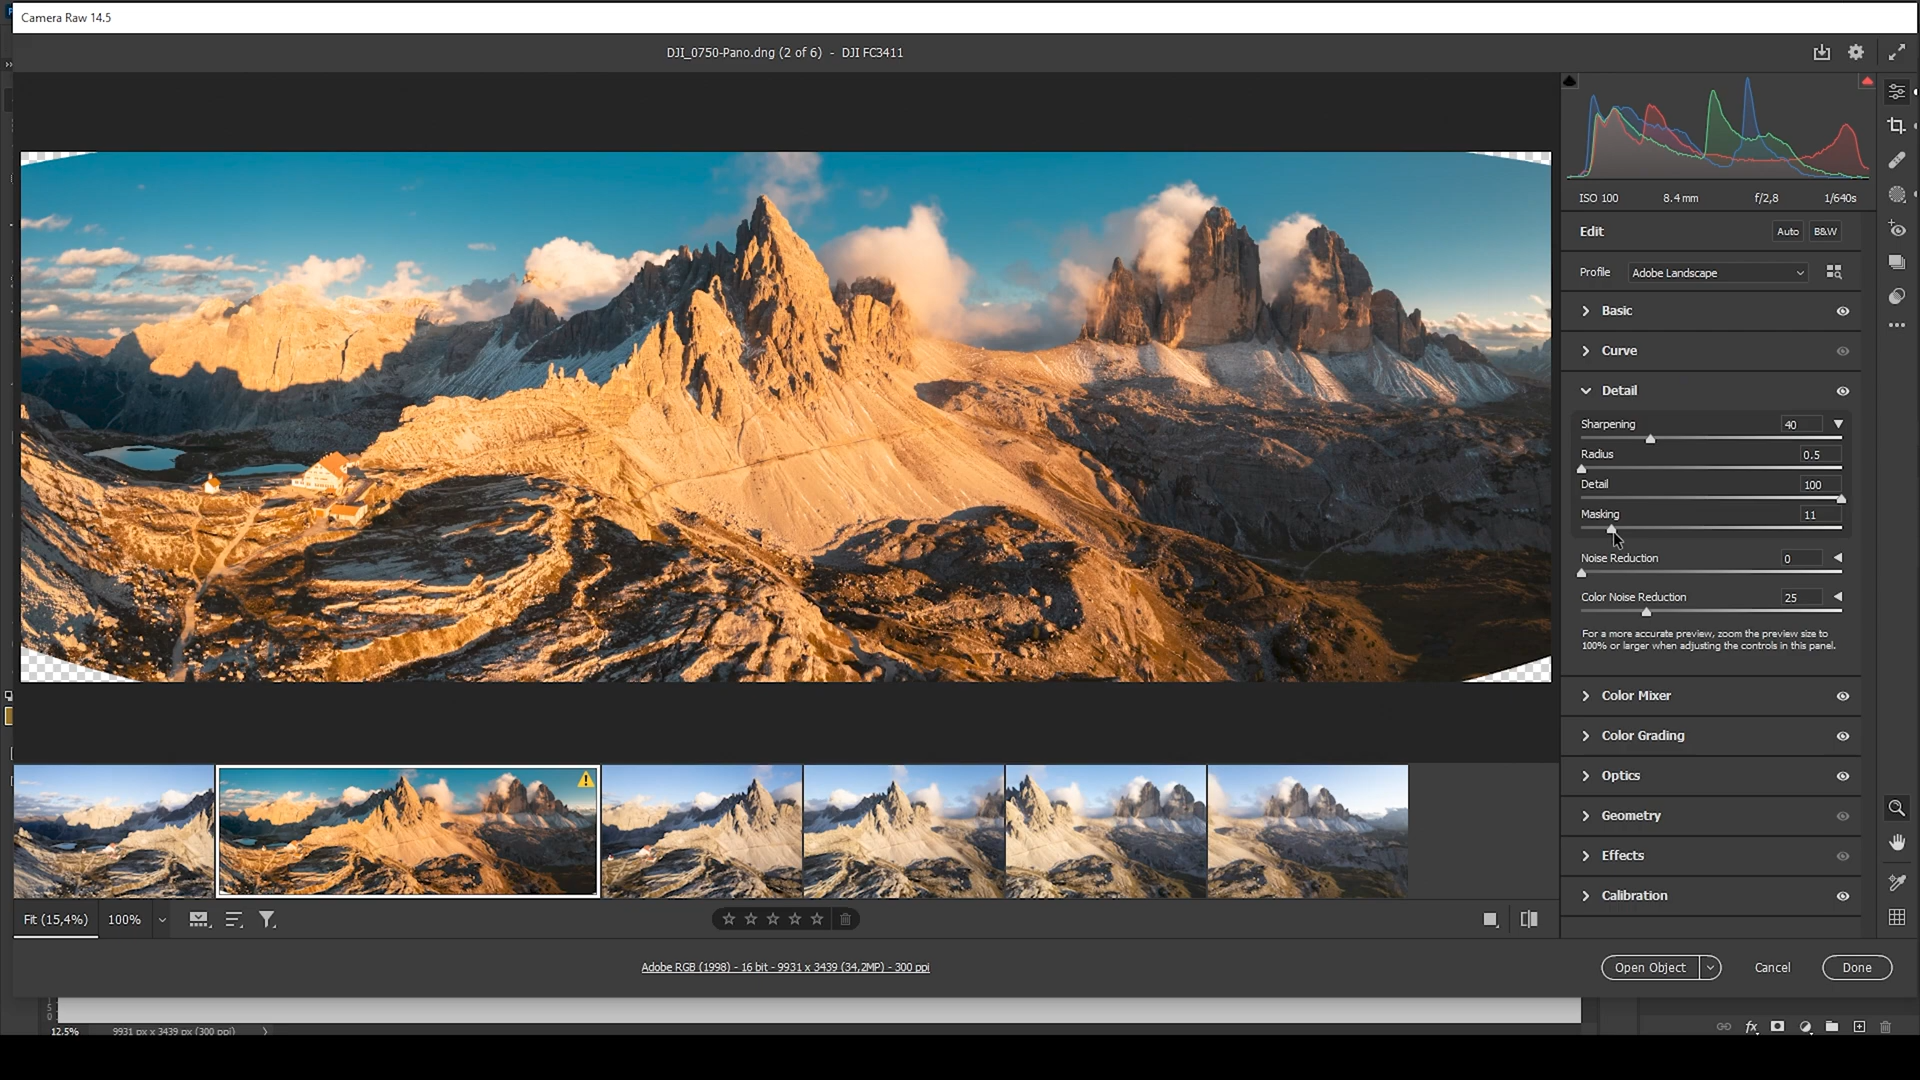 Camera Raw 14.5
DJI_0750-Pano.dng (2 of 6) - DJI FC3411
ISO 100 8.4 mm f/2,8 1/640s
Edit Auto B&W
Profile Adobe Landscape
Basic
Curve
Detail
Sharpening 40
Radius 0.5
Detail 100
Masking 11
Noise Reduction 0
Color Noise Reduction 25
For a more accurate preview, zoom the preview size to
100% or larger when adjusting the controls in this panel.
Color Mixer
Color Grading
Optics
Geometry
Effects
Calibration
Fit (15,4%) 100%
Adobe RGB (1998) - 16 bit - 9931 x 3439 (34,2MP) - 300 ppi
Open Object Cancel Done
5
0
12.5% 9931 px x 3439 px (300 ppi)
fx